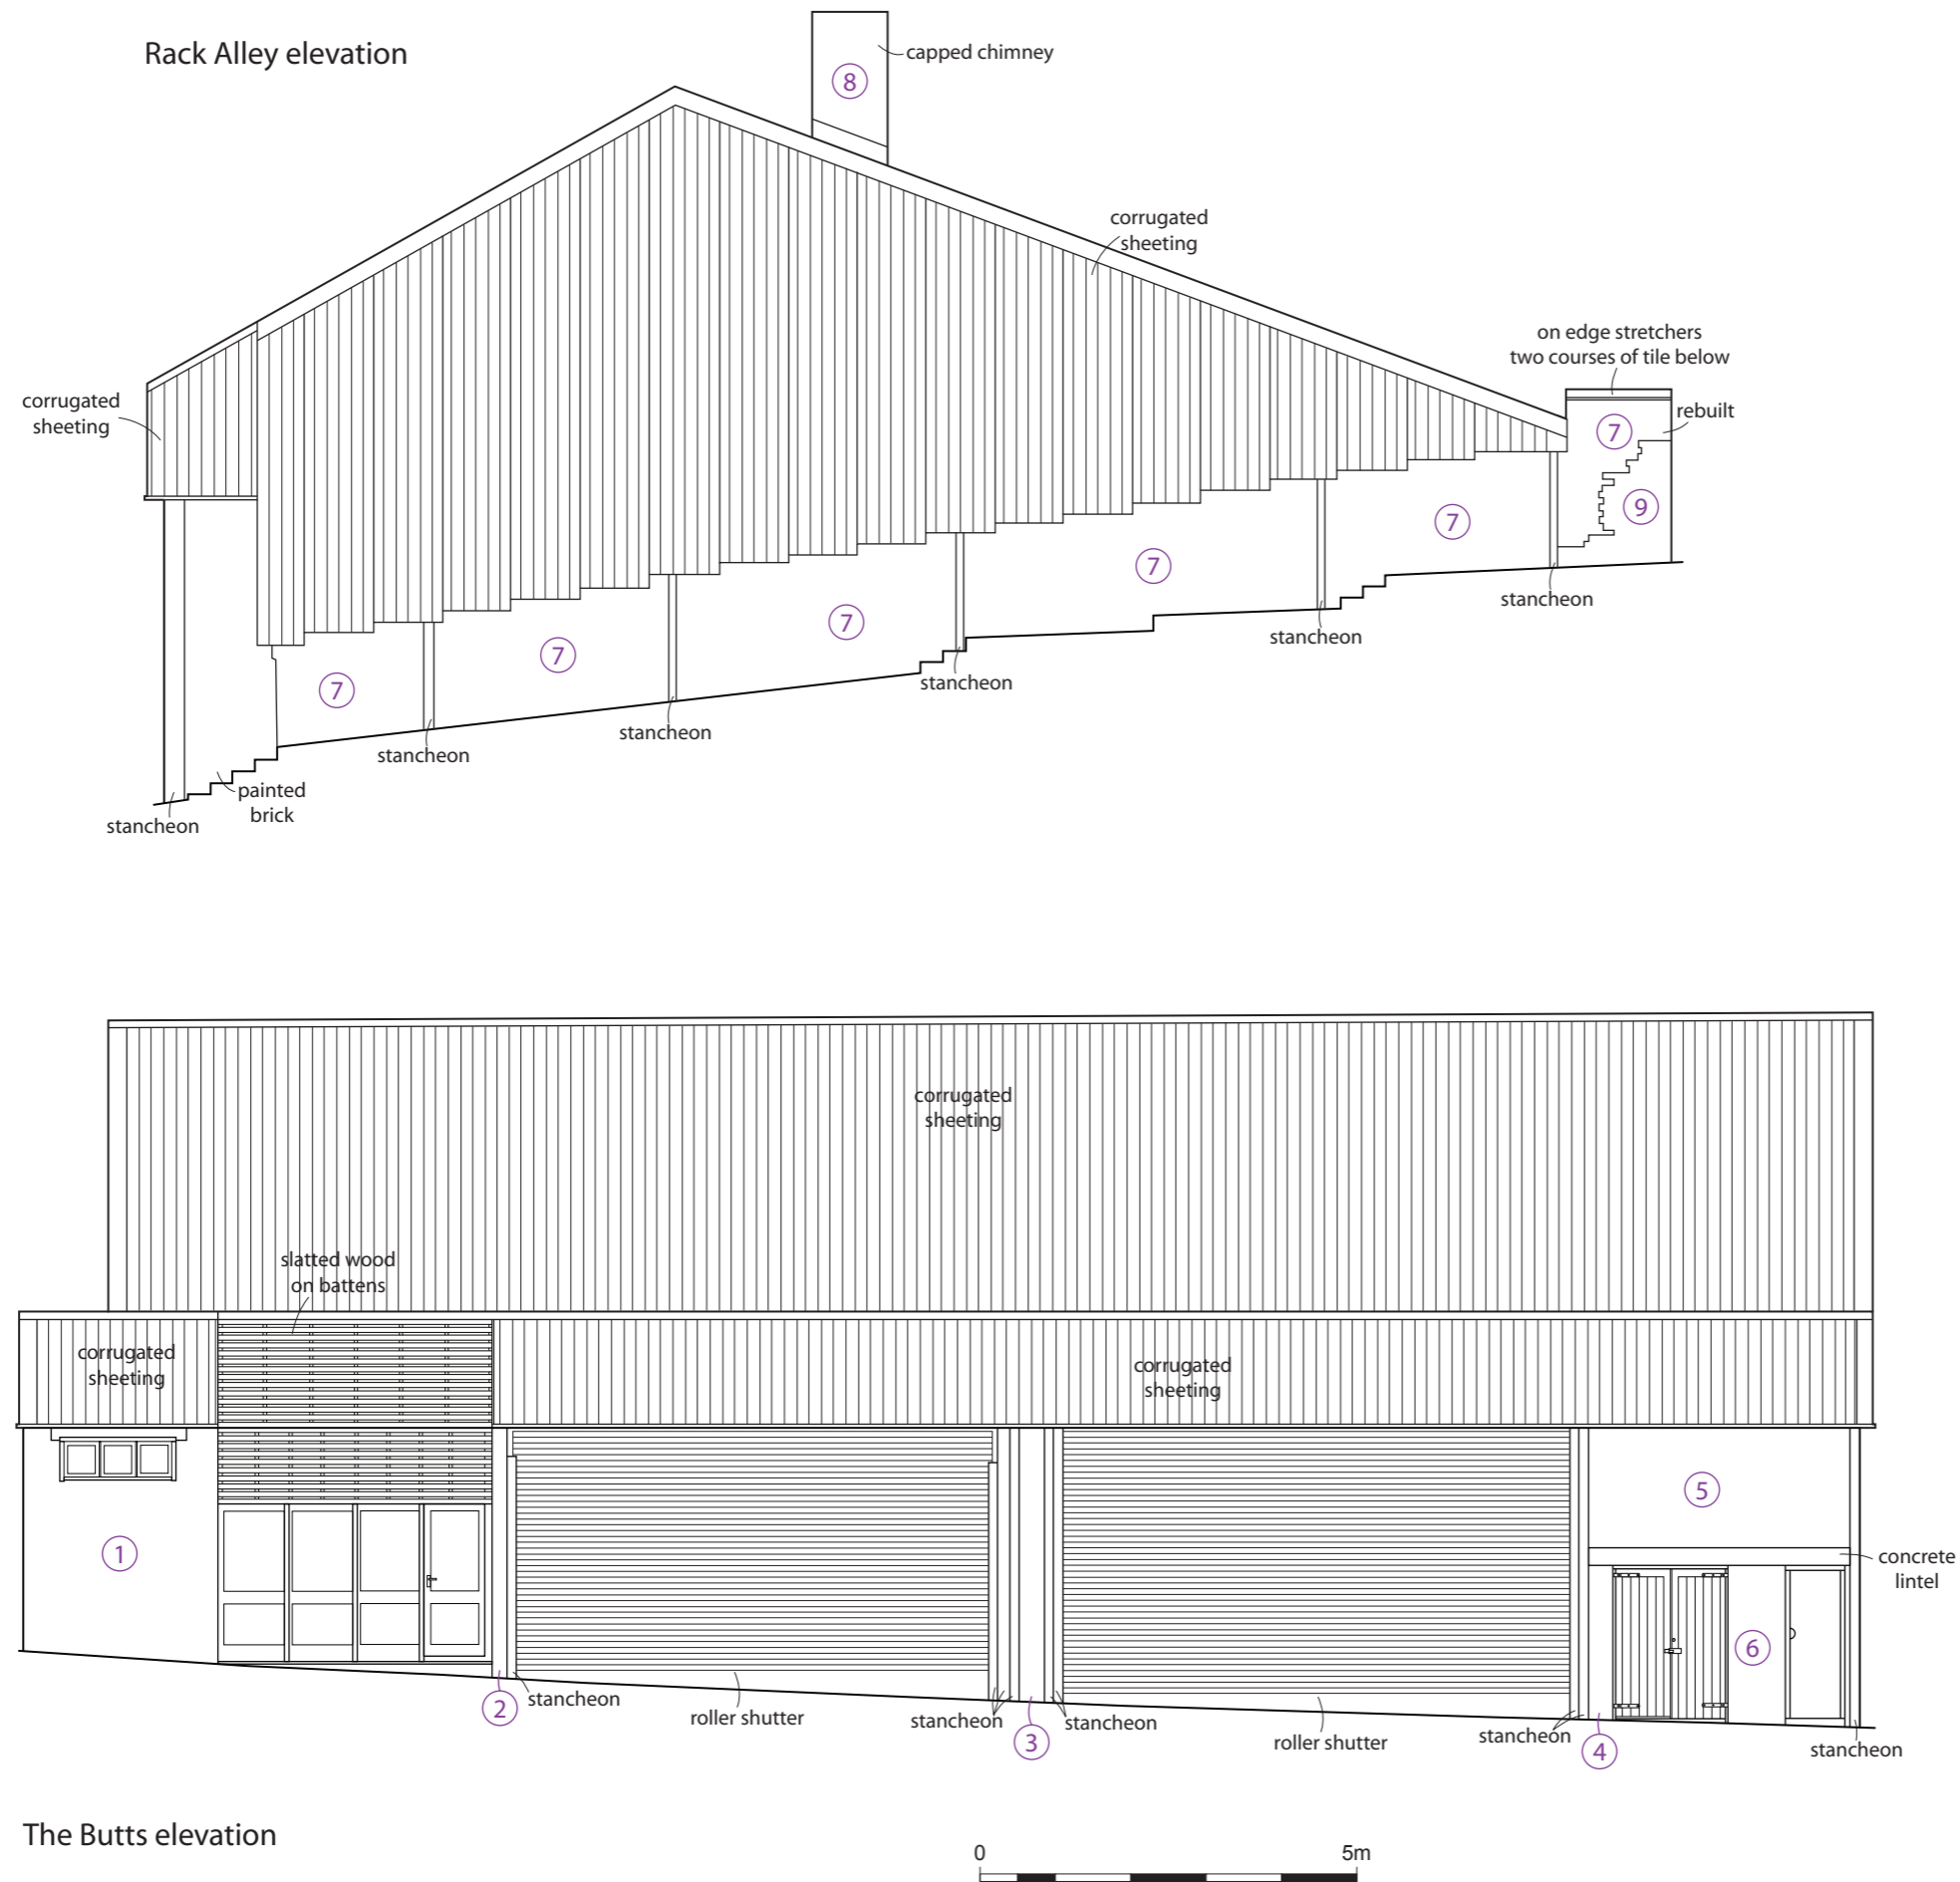 Rack Alley elevation
capped chimney
8
corrugated
sheeting
on edge stretchers
two courses of tile below
rebuilt
7
9
corrugated
sheeting
7
7
7
7
7
stancheon
stancheon
stancheon
stancheon
stancheon
painted
brick
stancheon
corrugated
sheeting
slatted wood
on battens
corrugated
sheeting
corrugated
sheeting
5
1
concrete
lintel
6
2
stancheon
roller shutter
stancheon
3
stancheon
roller shutter
stancheon
4
stancheon
The Butts elevation
0
5m